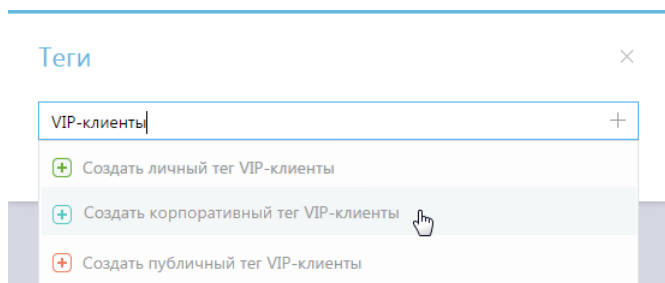 Теги
VIP-клиенты
Создать личный тег VIP-клиенты
Создать корпоративный тег VIP-клиенты
Создать публичный тег VIP-клиенты